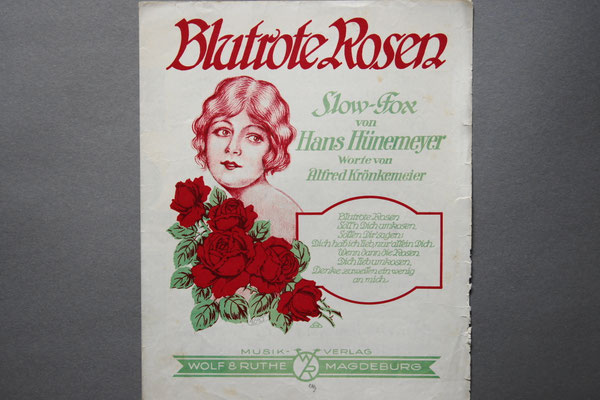 Blutrote Rosen
Slow-Fox
von
Hans Hünemeyer
Worte von
Alfred Krönkemeier
Blutrote Rosen
Soll'n Dich umkosen,
Sollen Dir sagen:
Dich hab' ich lieb, nur allein Dich.
Wenn dann die Rosen
Dich lieb umkosen,
Denke zuweilen ein wenig
an mich.
MUSIK- VERLAG
WOLF & RUTHE MAGDEBURG